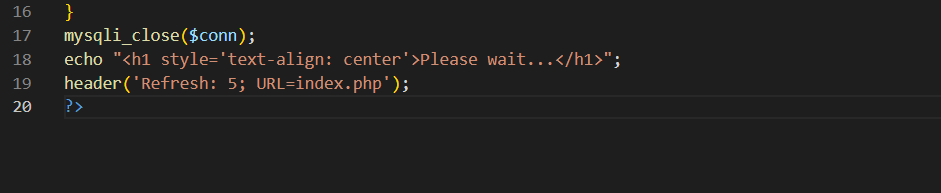 16 }
17 mysqli_close($conn);
18 echo "<h1 style='text-align: center'>Please wait...</h1>";
19 header('Refresh: 5; URL=index.php');
20 ?>